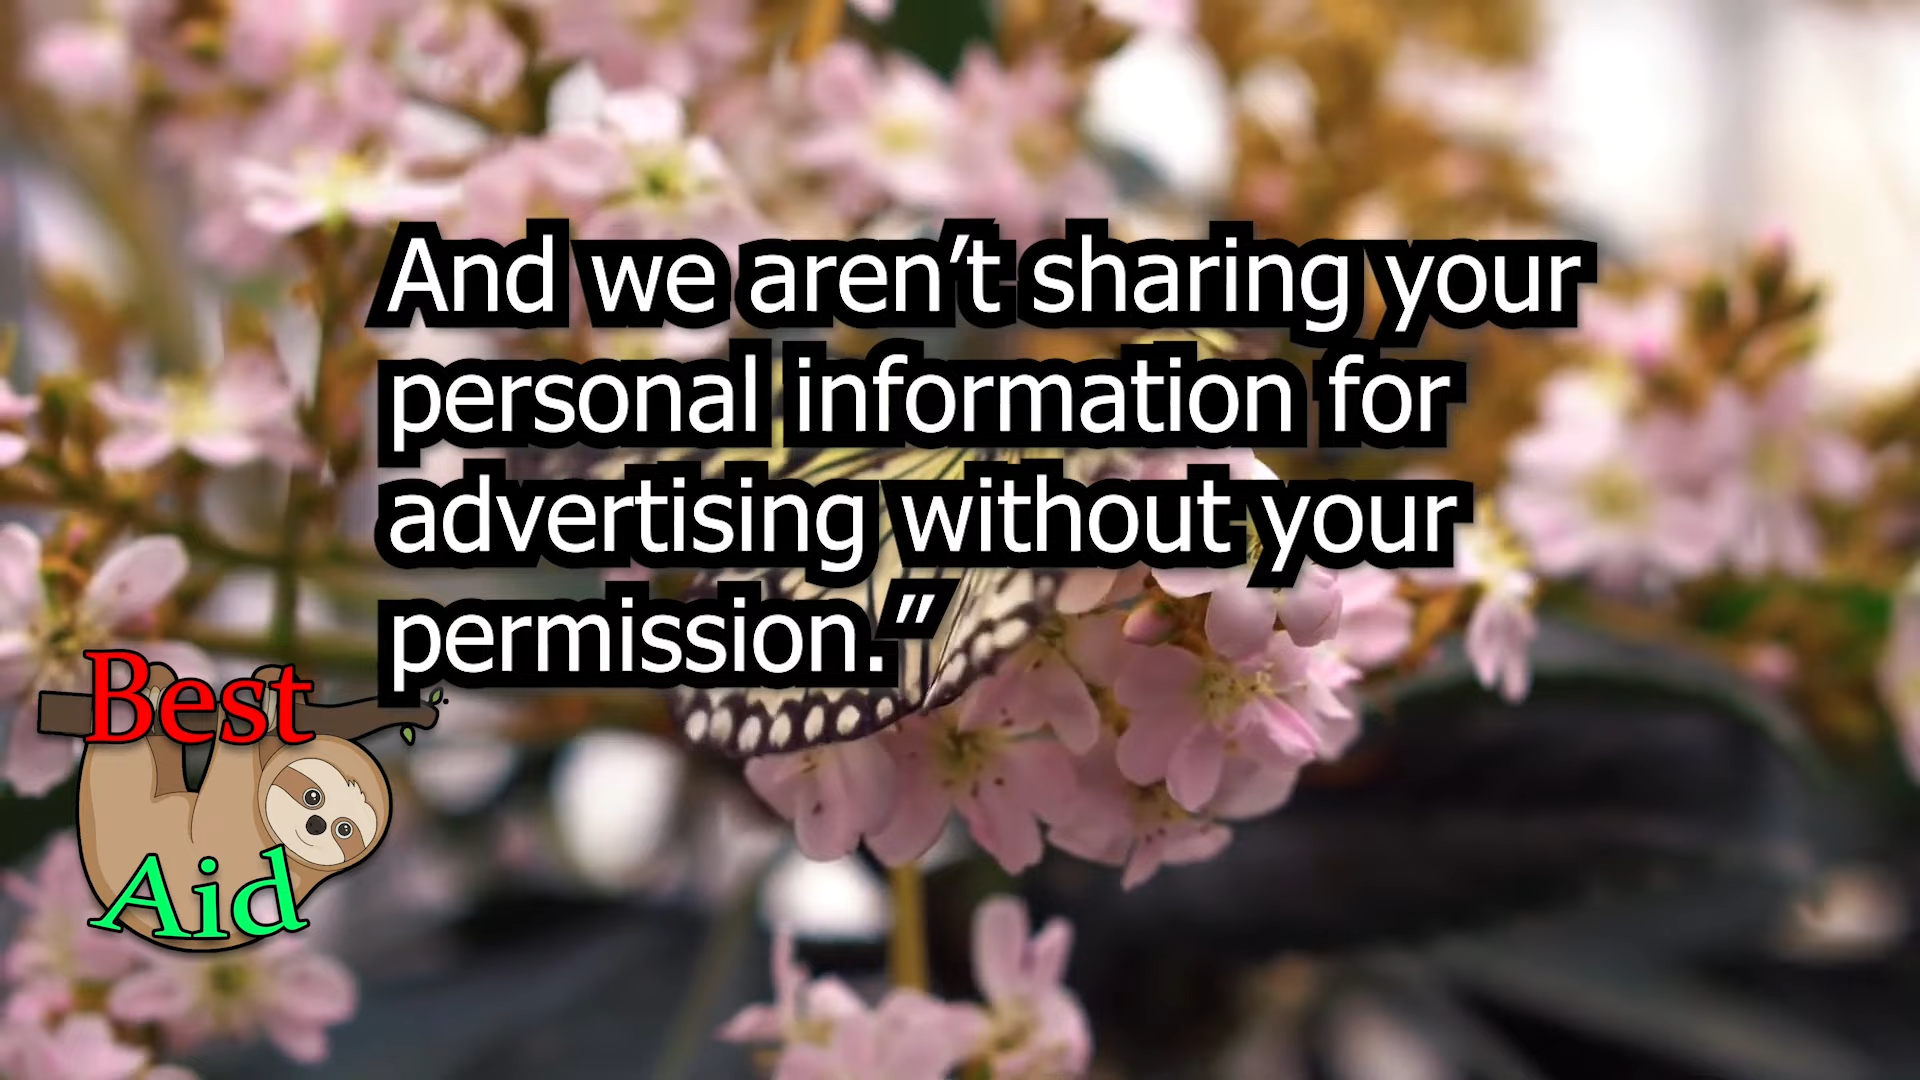 And we aren’t sharing your
personal information for
advertising without your
permission.”
Best
Aid